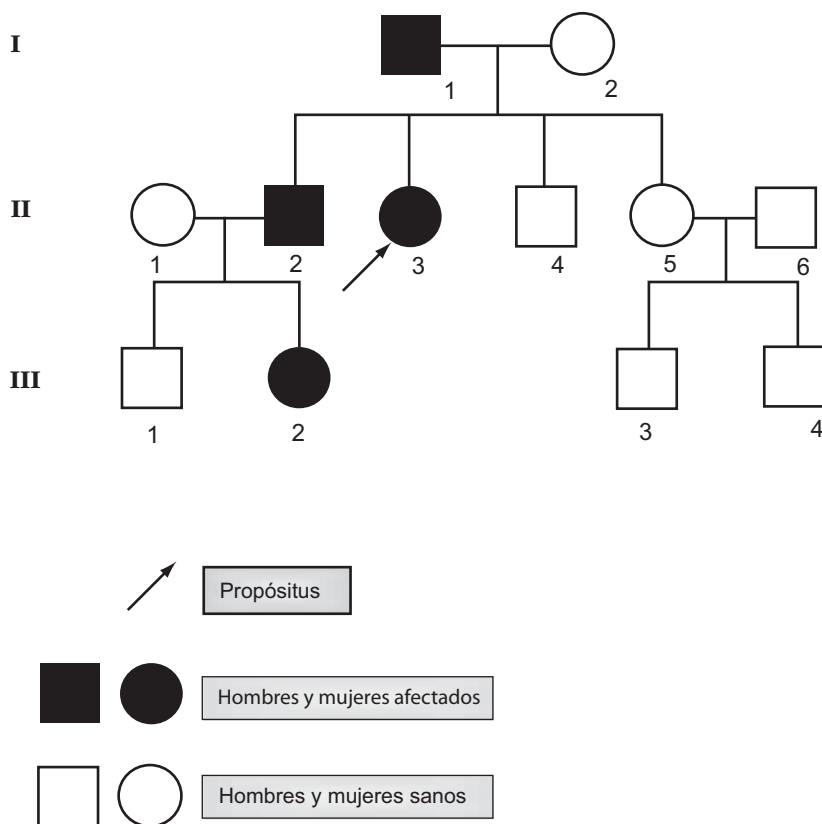 I
1 2
II
1 2 3 4 5 6
III
1 2 3 4
Propósitus
Hombres y mujeres afectados
Hombres y mujeres sanos